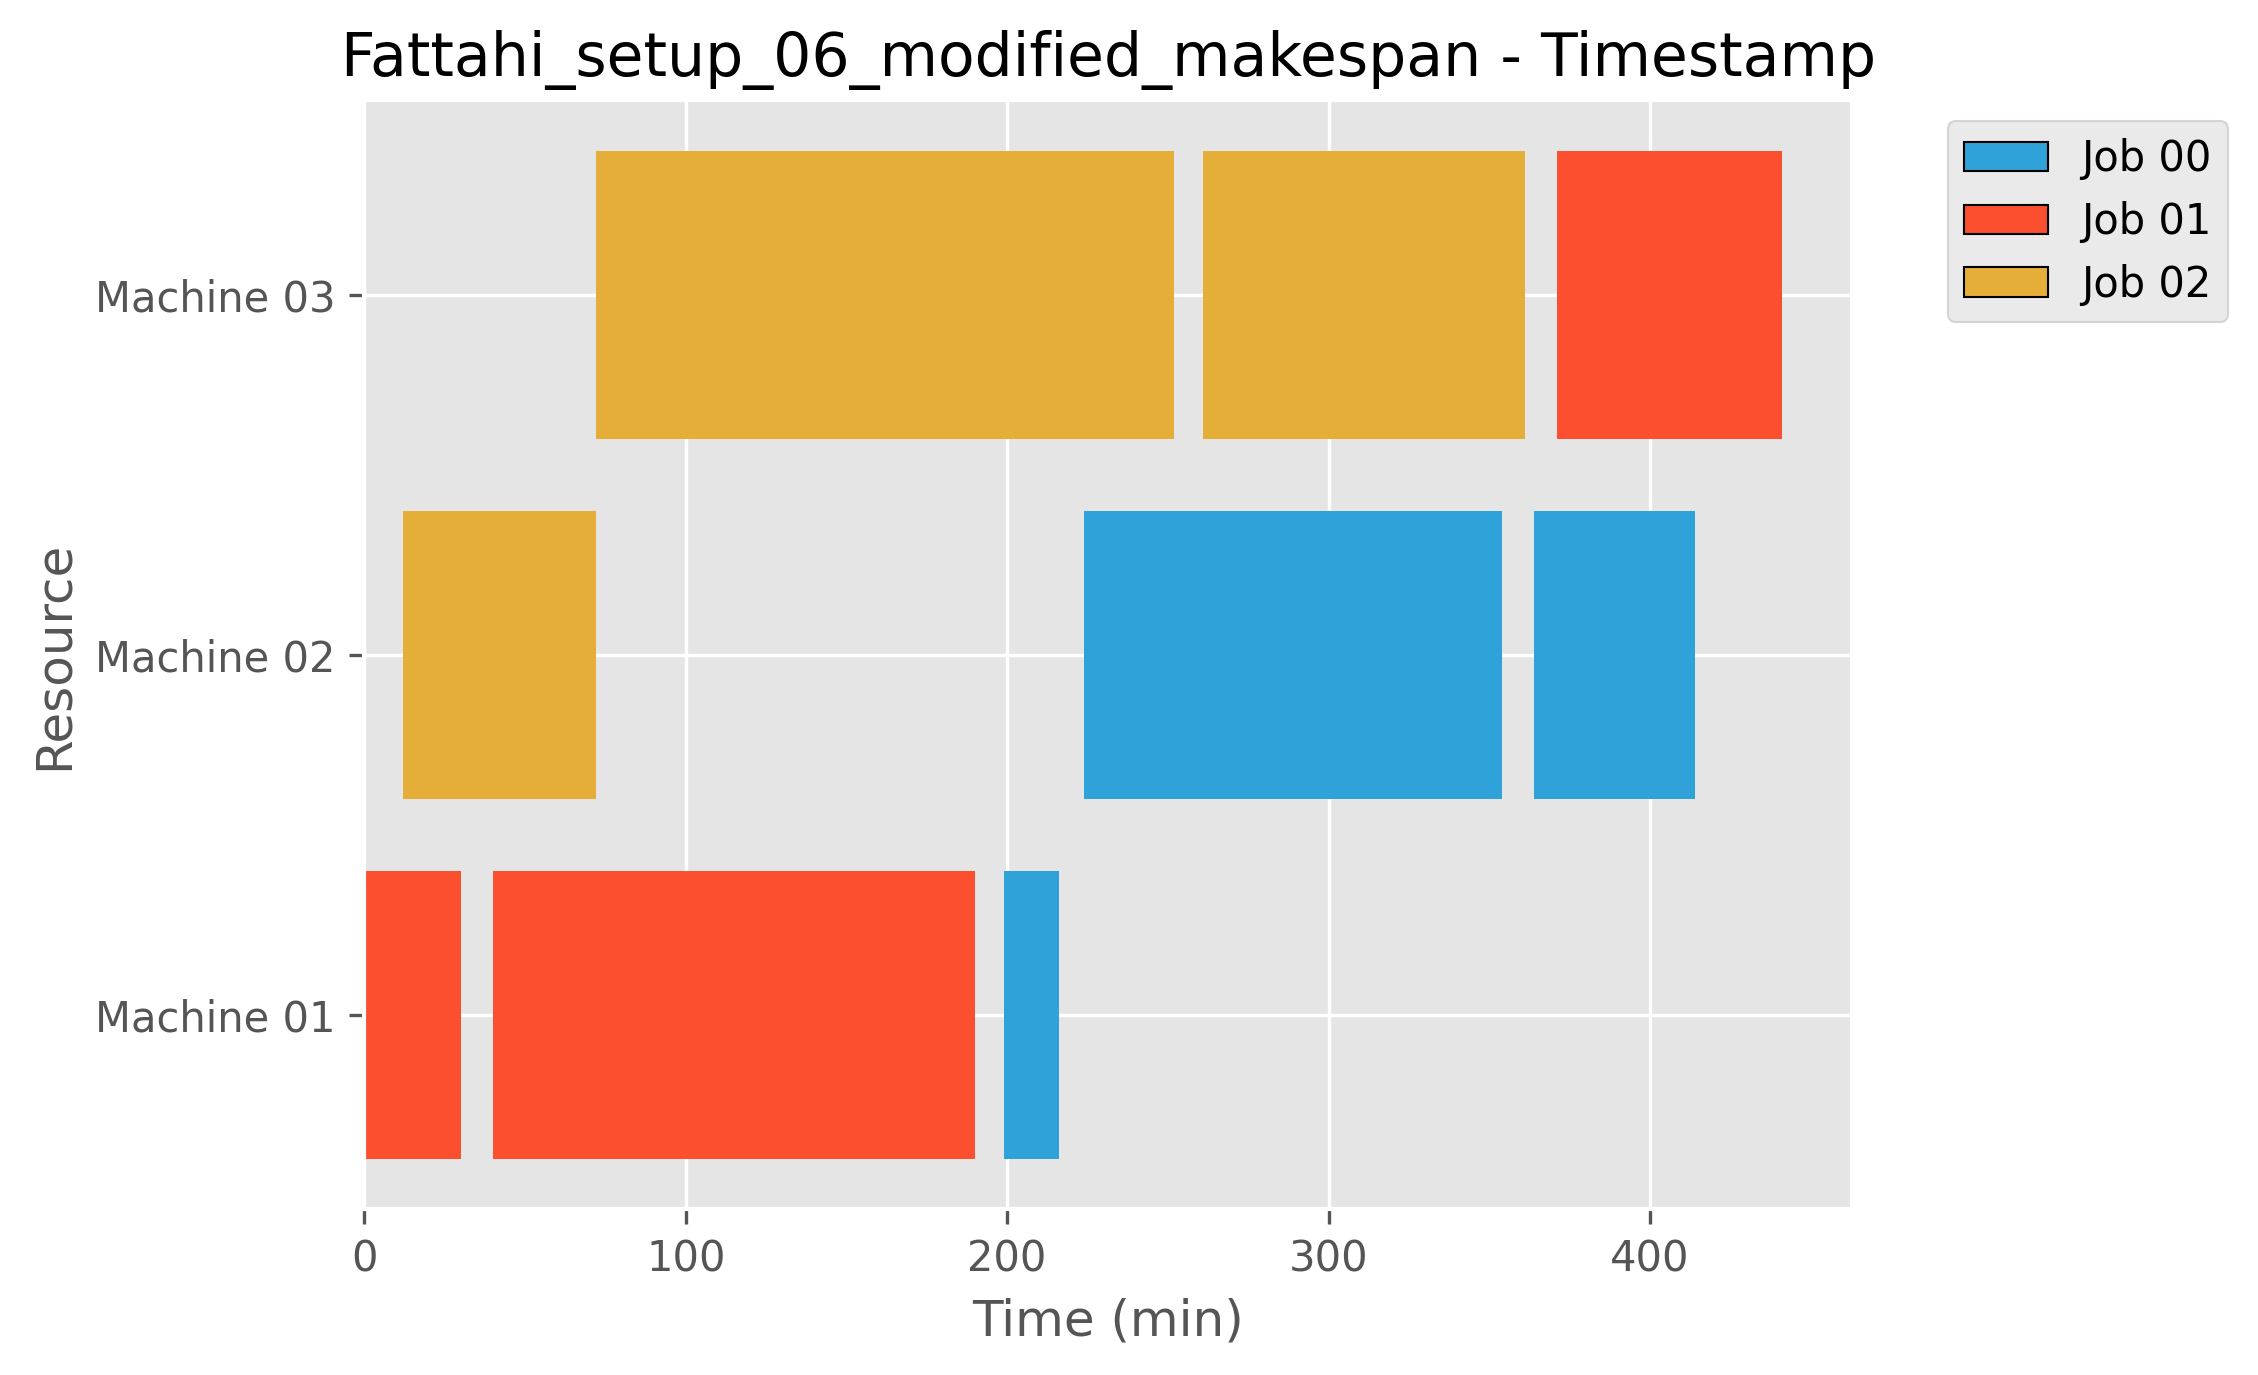 Fattahi_setup_06_modified_makespan - Timestamp
Job 00
Job 01
Job 02
Machine 03
Machine 02
Machine 01
Resource
0 100 200 300 400
Time (min)